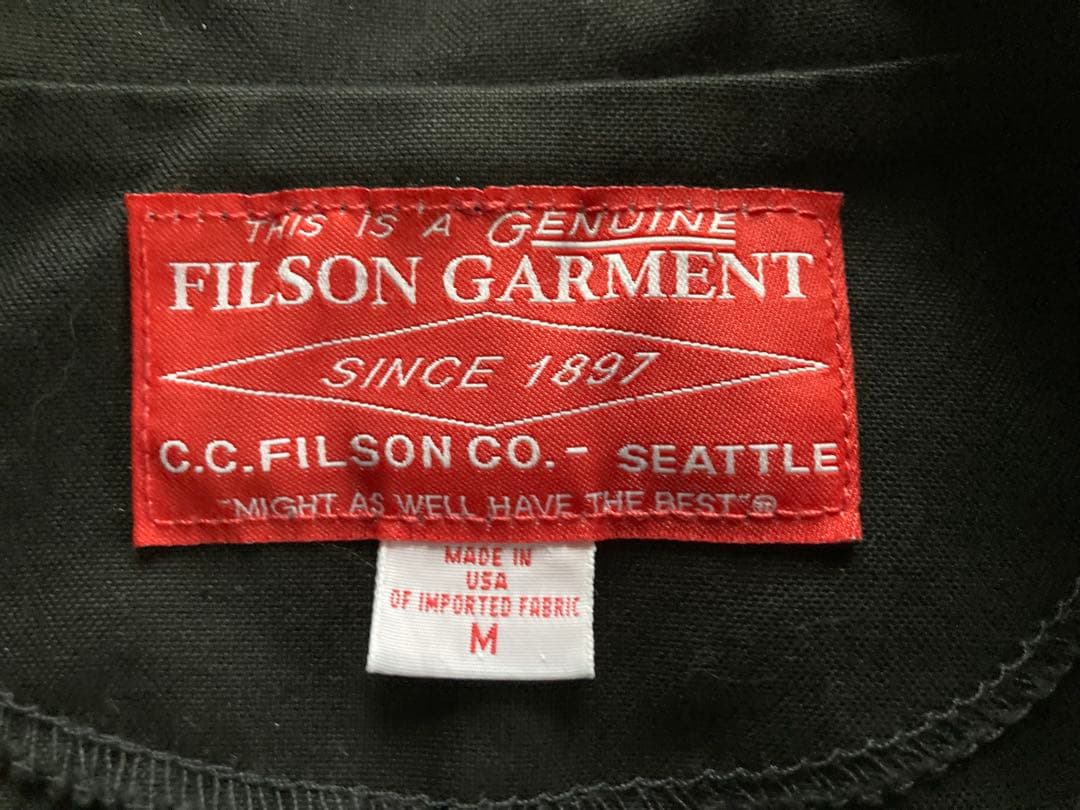 THIS IS A GENUINE
FILSON GARMENT
SINCE 1897
C.C. FILSON CO. - SEATTLE
"MIGHT AS WELL HAVE THE BEST"®
MADE IN
USA
OF IMPORTED FABRIC
M